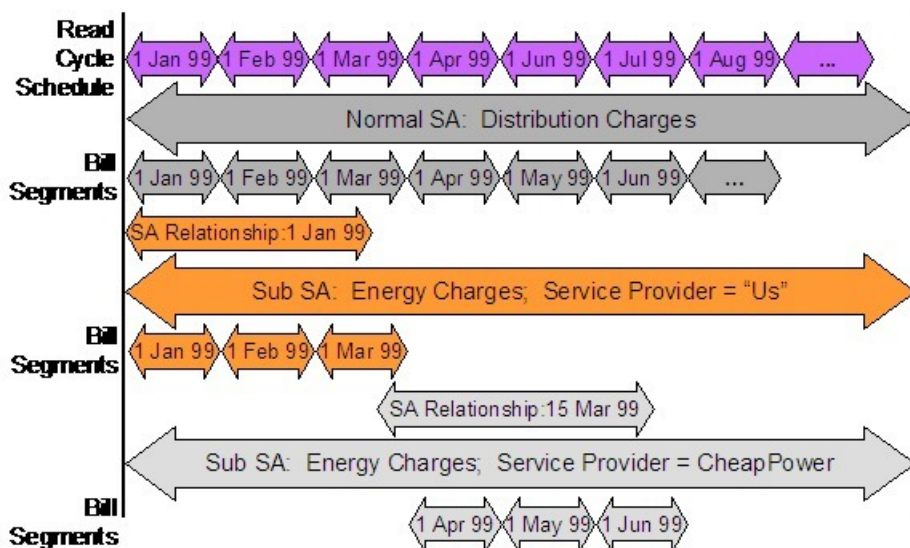 Read
Cycle
Schedule
1 Jan 99 1 Feb 99 1 Mar 99 1 Apr 99 1 Jun 99 1 Jul 99 1 Aug 99 ...
Normal SA: Distribution Charges
Bill
Segments
1 Jan 99 1 Feb 99 1 Mar 99 1 Apr 99 1 May 99 1 Jun 99 ...
SA Relationship:1 Jan 99
Sub SA: Energy Charges; Service Provider = “Us”
Bill
Segments
1 Jan 99 1 Feb 99 1 Mar 99
SA Relationship:15 Mar 99
Sub SA: Energy Charges; Service Provider = CheapPower
Bill
Segments
1 Apr 99 1 May 99 1 Jun 99